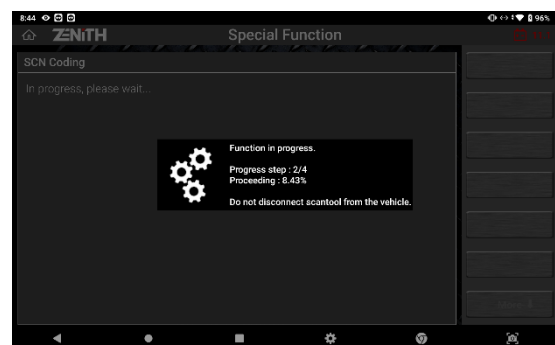 8:44
96%
ZENITH
Special Function
SCN Coding
In progress, please wait...
Function in progress.
Progress step : 2/4
Proceeding : 8.43%
Do not disconnect scantool from the vehicle.